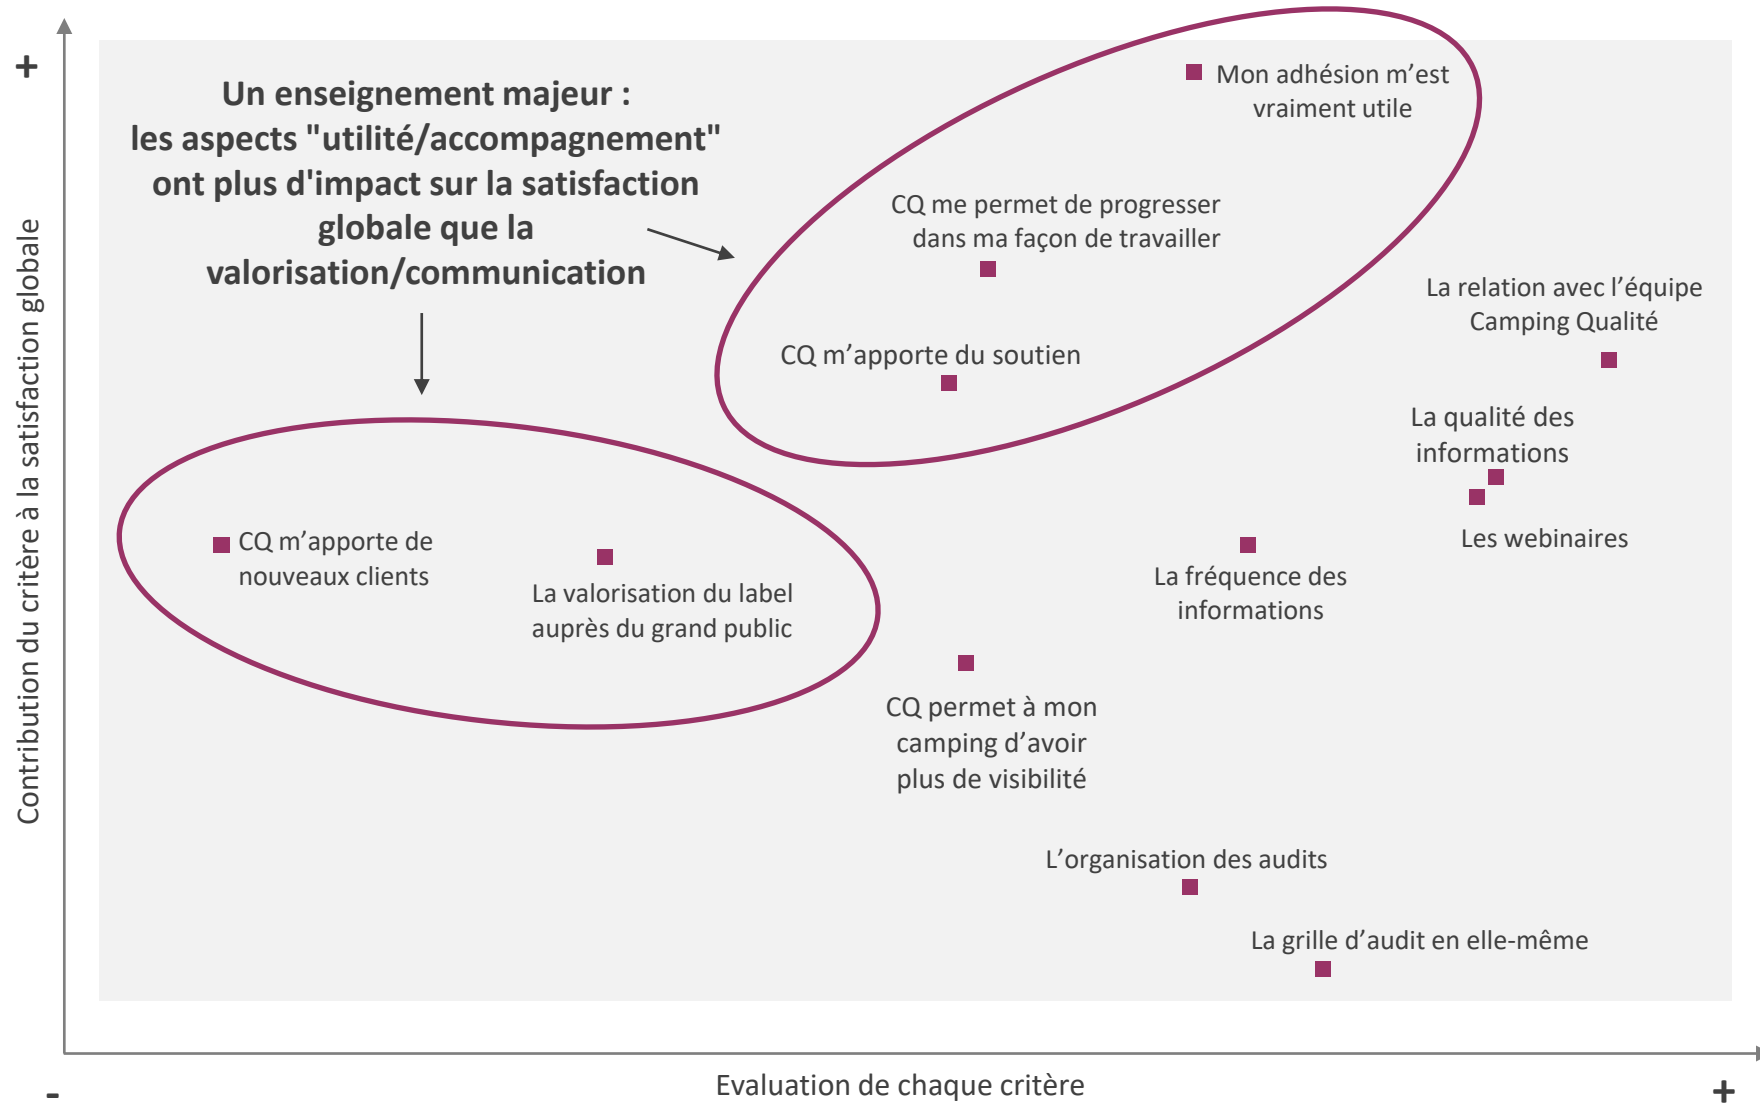 +
Un enseignement majeur :
les aspects "utilité/accompagnement"
ont plus d'impact sur la satisfaction
globale que la
valorisation/communication
Mon adhésion m’est
vraiment utile
CQ me permet de progresser
dans ma façon de travailler
La relation avec l’équipe
Camping Qualité
CQ m’apporte du soutien
La qualité des
informations
Les webinaires
CQ m’apporte de
nouveaux clients
La valorisation du label
auprès du grand public
La fréquence des
informations
CQ permet à mon
camping d’avoir
plus de visibilité
L’organisation des audits
La grille d’audit en elle-même
Contribution du critère à la satisfaction globale
-
Evaluation de chaque critère
+